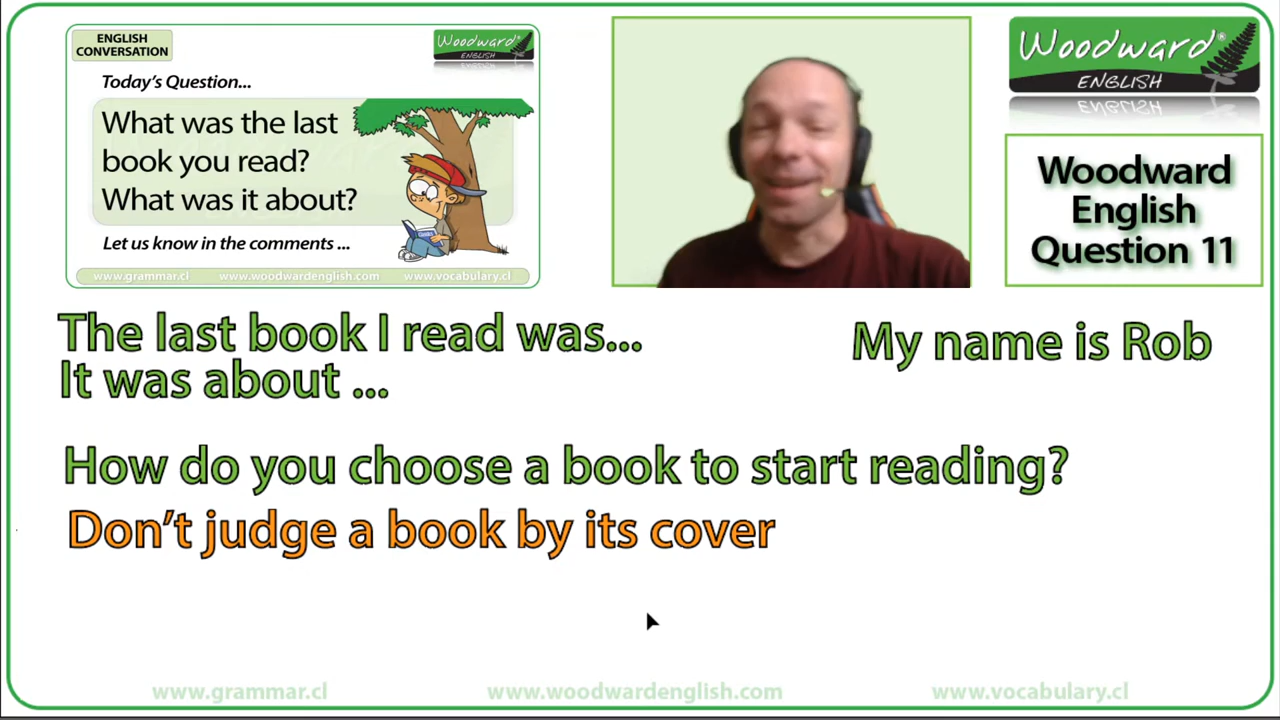 ENGLISH
CONVERSATION
Woodward®
ENGLISH
Today's Question...
What was the last
book you read?
What was it about?
Let us know in the comments ...
www.grammar.cl www.woodwardenglish.com www.vocabulary.cl
Woodward®
ENGLISH
Woodward
English
Question 11
The last book I read was...
It was about ...
My name is Rob
How do you choose a book to start reading?
Don't judge a book by its cover
www.grammar.cl www.woodwardenglish.com www.vocabulary.cl